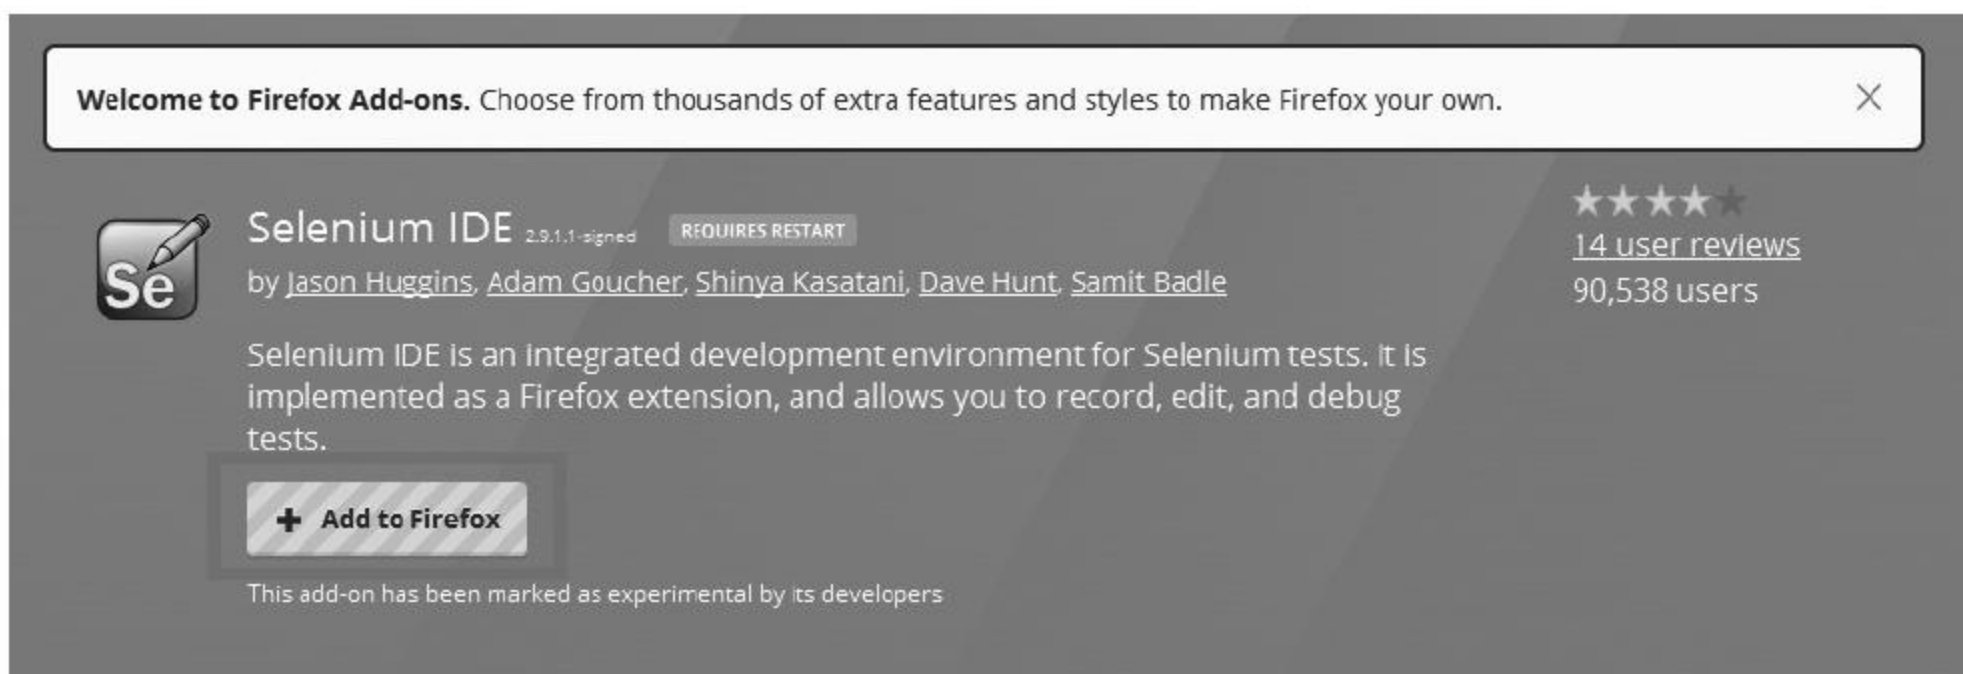 Welcome to Firefox Add-ons. Choose from thousands of extra features and styles to make Firefox your own.
Selenium IDE 2.9.1.1-signed REQUIRES RESTART
by Jason Huggins, Adam Goucher, Shinya Kasatani, Dave Hunt, Samit Badle
14 user reviews
90,538 users
Se
Selenium IDE is an integrated development environment for Selenium tests. It is
implemented as a Firefox extension, and allows you to record, edit, and debug
tests.
Add to Firefox
This add-on has been marked as experimental by its developers